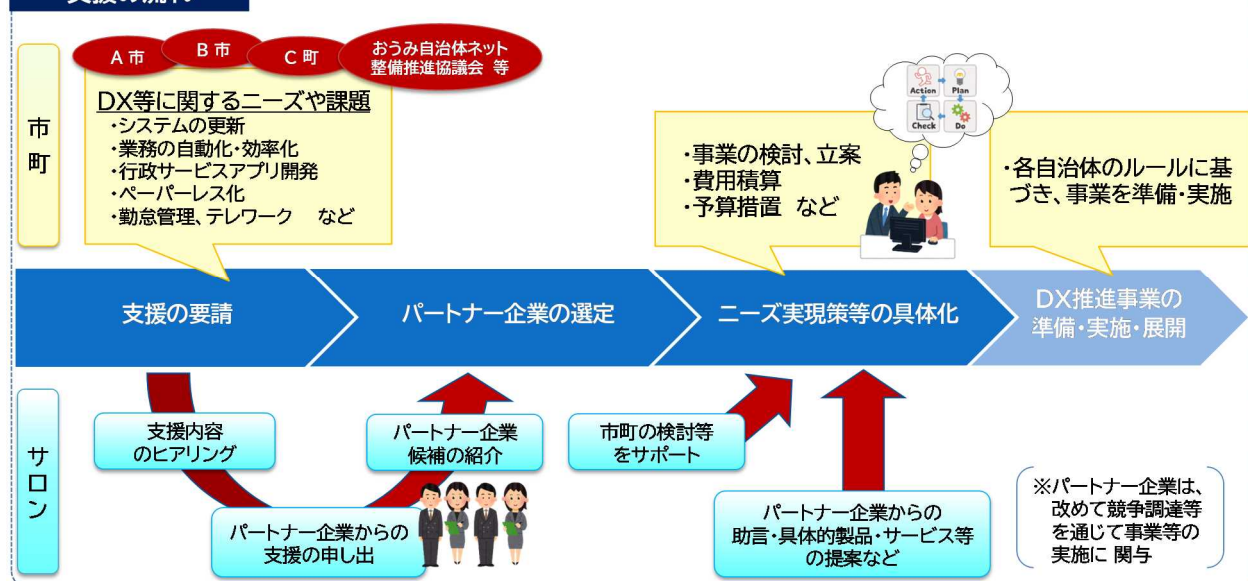 支援の流れ
市町
A 市
B 市
C 町
おうみ自治体ネット
整備推進協議会 等
DX等に関するニーズや課題
・システムの更新
・業務の自動化・効率化
・行政サービスアプリ開発
・ペーパーレス化
・勤怠管理、テレワーク　など
・事業の検討、立案
・費用積算
・予算措置　など
Action
Plan
Check
Do
・各自治体のルールに基
づき、事業を準備・実施
支援の要請
パートナー企業の選定
ニーズ実現策等の具体化
DX推進事業の
準備・実施・展開
サロン
支援内容
のヒアリング
パートナー企業からの
支援の申し出
パートナー企業
候補の紹介
市町の検討等
をサポート
パートナー企業からの
助言・具体的製品・サービス等
の提案など
※パートナー企業は、
改めて競争調達等
を通じて事業等の
実施に 関与